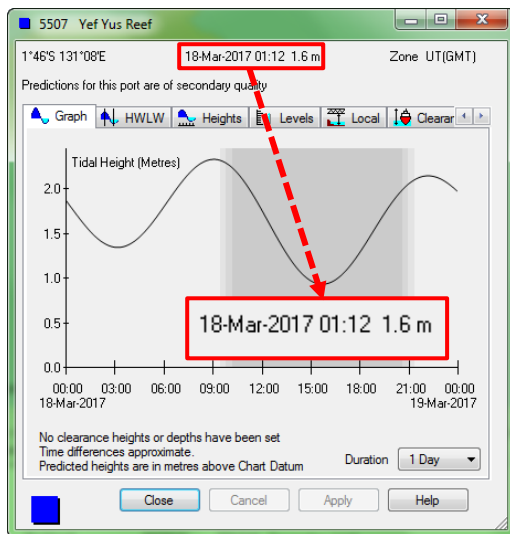 5507 Yef Yus Reef
1°46'S 131°08'E 18-Mar-2017 01:12 1.6 m Zone UT(GMT)
Predictions for this port are of secondary quality
Graph HWLW Heights Levels Local Clearar
Tidal Height (Metres)
2.0
1.5
1.0
0.5
0.0
18-Mar-2017 01:12 1.6 m
00:00 03:00 06:00 09:00 12:00 15:00 18:00 21:00 00:00
18-Mar-2017 19-Mar-2017
No clearance heights or depths have been set
Time differences approximate.
Predicted heights are in metres above Chart Datum
Duration 1 Day
Close Cancel Apply Help